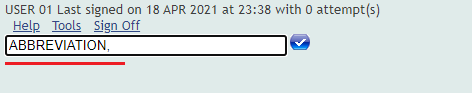 USER 01 Last signed on 18 APR 2021 at 23:38 with 0 attempt(s)
Help Tools Sign Off
ABBREVIATION,